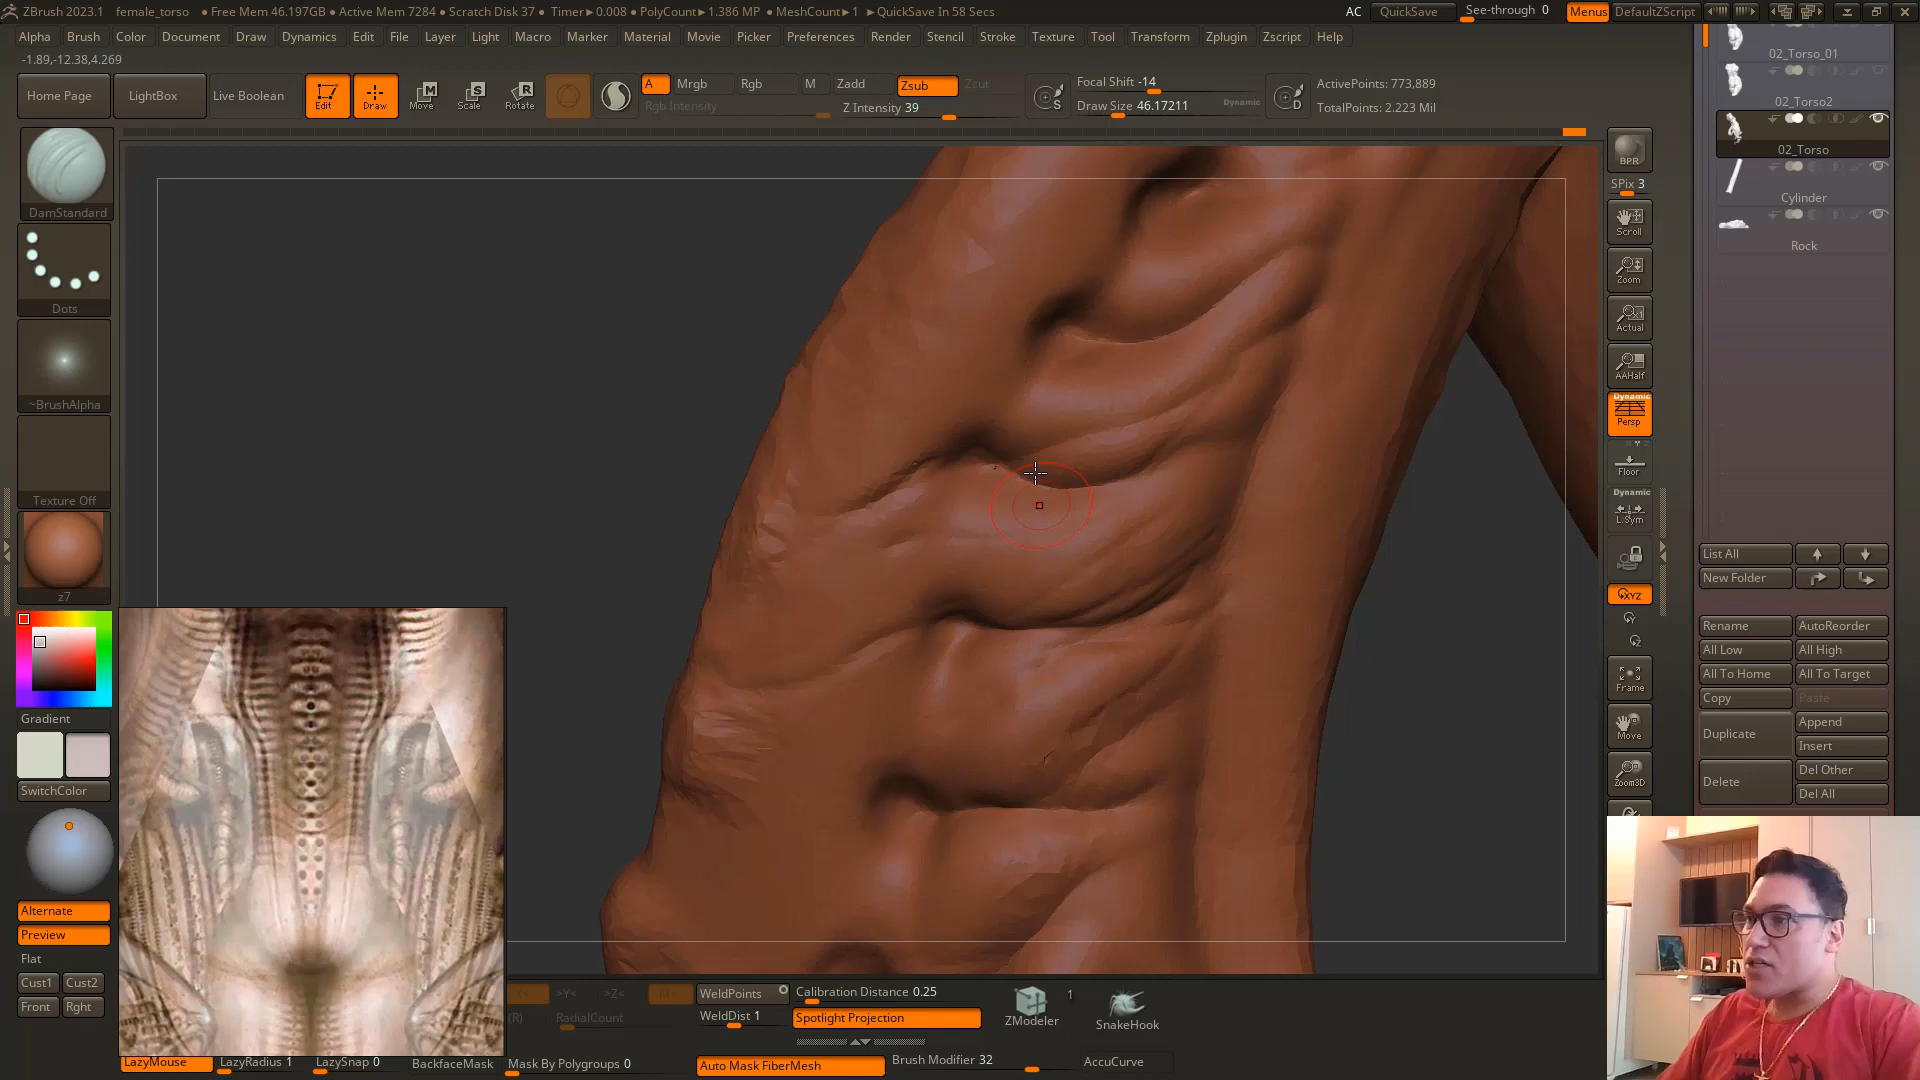 ZBrush 2023.1 female_torso • Free Mem 46.197GB • Active Mem 7284 • Scratch Disk 37 • Timer▸0.008 • PolyCount▸1.386 MP • MeshCount▸1 ▸QuickSave In 58 Secs AC QuickSave See-through 0 Menus DefaultZScript
Alpha Brush Color Document Draw Dynamics Edit File Layer Light Macro Marker Material Movie Picker Preferences Render Stencil Stroke Texture Tool Transform Zplugin Zscript Help
-1.89,-12.38,4.269
Home Page LightBox Live Boolean Edit Draw Move Scale Rotate
A Mrgb Rgb M Zadd Zsub Zcut
Rgb Intensity Z Intensity 39
Focal Shift -14
Draw Size 46.17211 Dynamic
ActivePoints: 773,889
TotalPoints: 2.223 Mil
DamStandard
Dots
~BrushAlpha
Texture Off
z7
Gradient
SwitchColor
Alternate
Preview
Flat
Cust1 Cust2
Front Rght
BPR
SPix 3
Scroll
Zoom
Actual
AAHalf
Dynamic
Persp
Floor
Dynamic
L.Sym
XYZ
Frame
Move
Zoom3D
02_Torso_01
02_Torso2
02_Torso
Cylinder
Rock
List All
New Folder
Rename AutoReorder
All Low All High
All To Home All To Target
Copy Paste
Duplicate Append
Insert
Delete Del Other
Del All
>Y< >Z< >M< WeldPoints Calibration Distance 0.25
(R) RadialCount WeldDist 1 Spotlight Projection
ZModeler 1 SnakeHook
LazyMouse LazyRadius 1 LazySnap 0 BackfaceMask Mask By Polygroups 0 Auto Mask FiberMesh Brush Modifier 32 AccuCurve